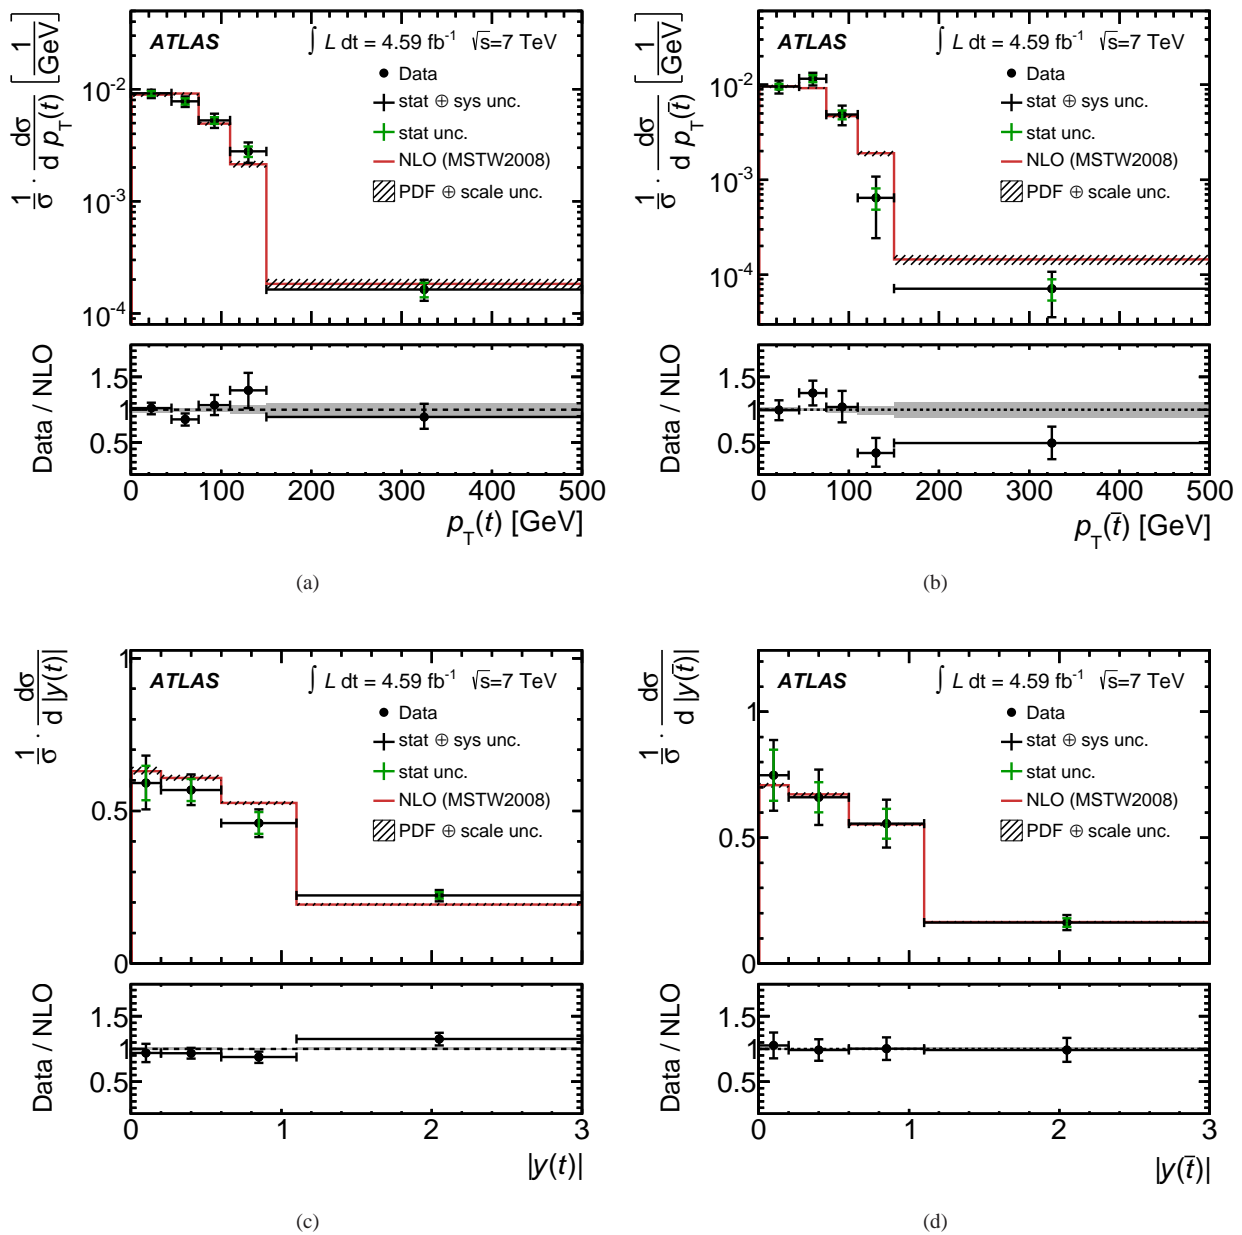 1/σ · dσ/d p_T(t) [1/GeV]
ATLAS
∫ L dt = 4.59 fb⁻¹ √s=7 TeV
Data
stat ⊕ sys unc.
stat unc.
NLO (MSTW2008)
PDF ⊕ scale unc.
10⁻²
10⁻³
10⁻⁴
Data / NLO
1.5
1
0.5
0 100 200 300 400 500
p_T(t) [GeV]
(a)
1/σ · dσ/d p_T(t̄) [1/GeV]
ATLAS
∫ L dt = 4.59 fb⁻¹ √s=7 TeV
Data
stat ⊕ sys unc.
stat unc.
NLO (MSTW2008)
PDF ⊕ scale unc.
10⁻²
10⁻³
10⁻⁴
Data / NLO
1.5
1
0.5
0 100 200 300 400 500
p_T(t̄) [GeV]
(b)
1/σ · dσ/d |y(t)|
ATLAS
∫ L dt = 4.59 fb⁻¹ √s=7 TeV
Data
stat ⊕ sys unc.
stat unc.
NLO (MSTW2008)
PDF ⊕ scale unc.
1
0.5
0
Data / NLO
1.5
1
0.5
0 1 2 3
|y(t)|
(c)
1/σ · dσ/d |y(t̄)|
ATLAS
∫ L dt = 4.59 fb⁻¹ √s=7 TeV
Data
stat ⊕ sys unc.
stat unc.
NLO (MSTW2008)
PDF ⊕ scale unc.
1
0.5
0
Data / NLO
1.5
1
0.5
0 1 2 3
|y(t̄)|
(d)